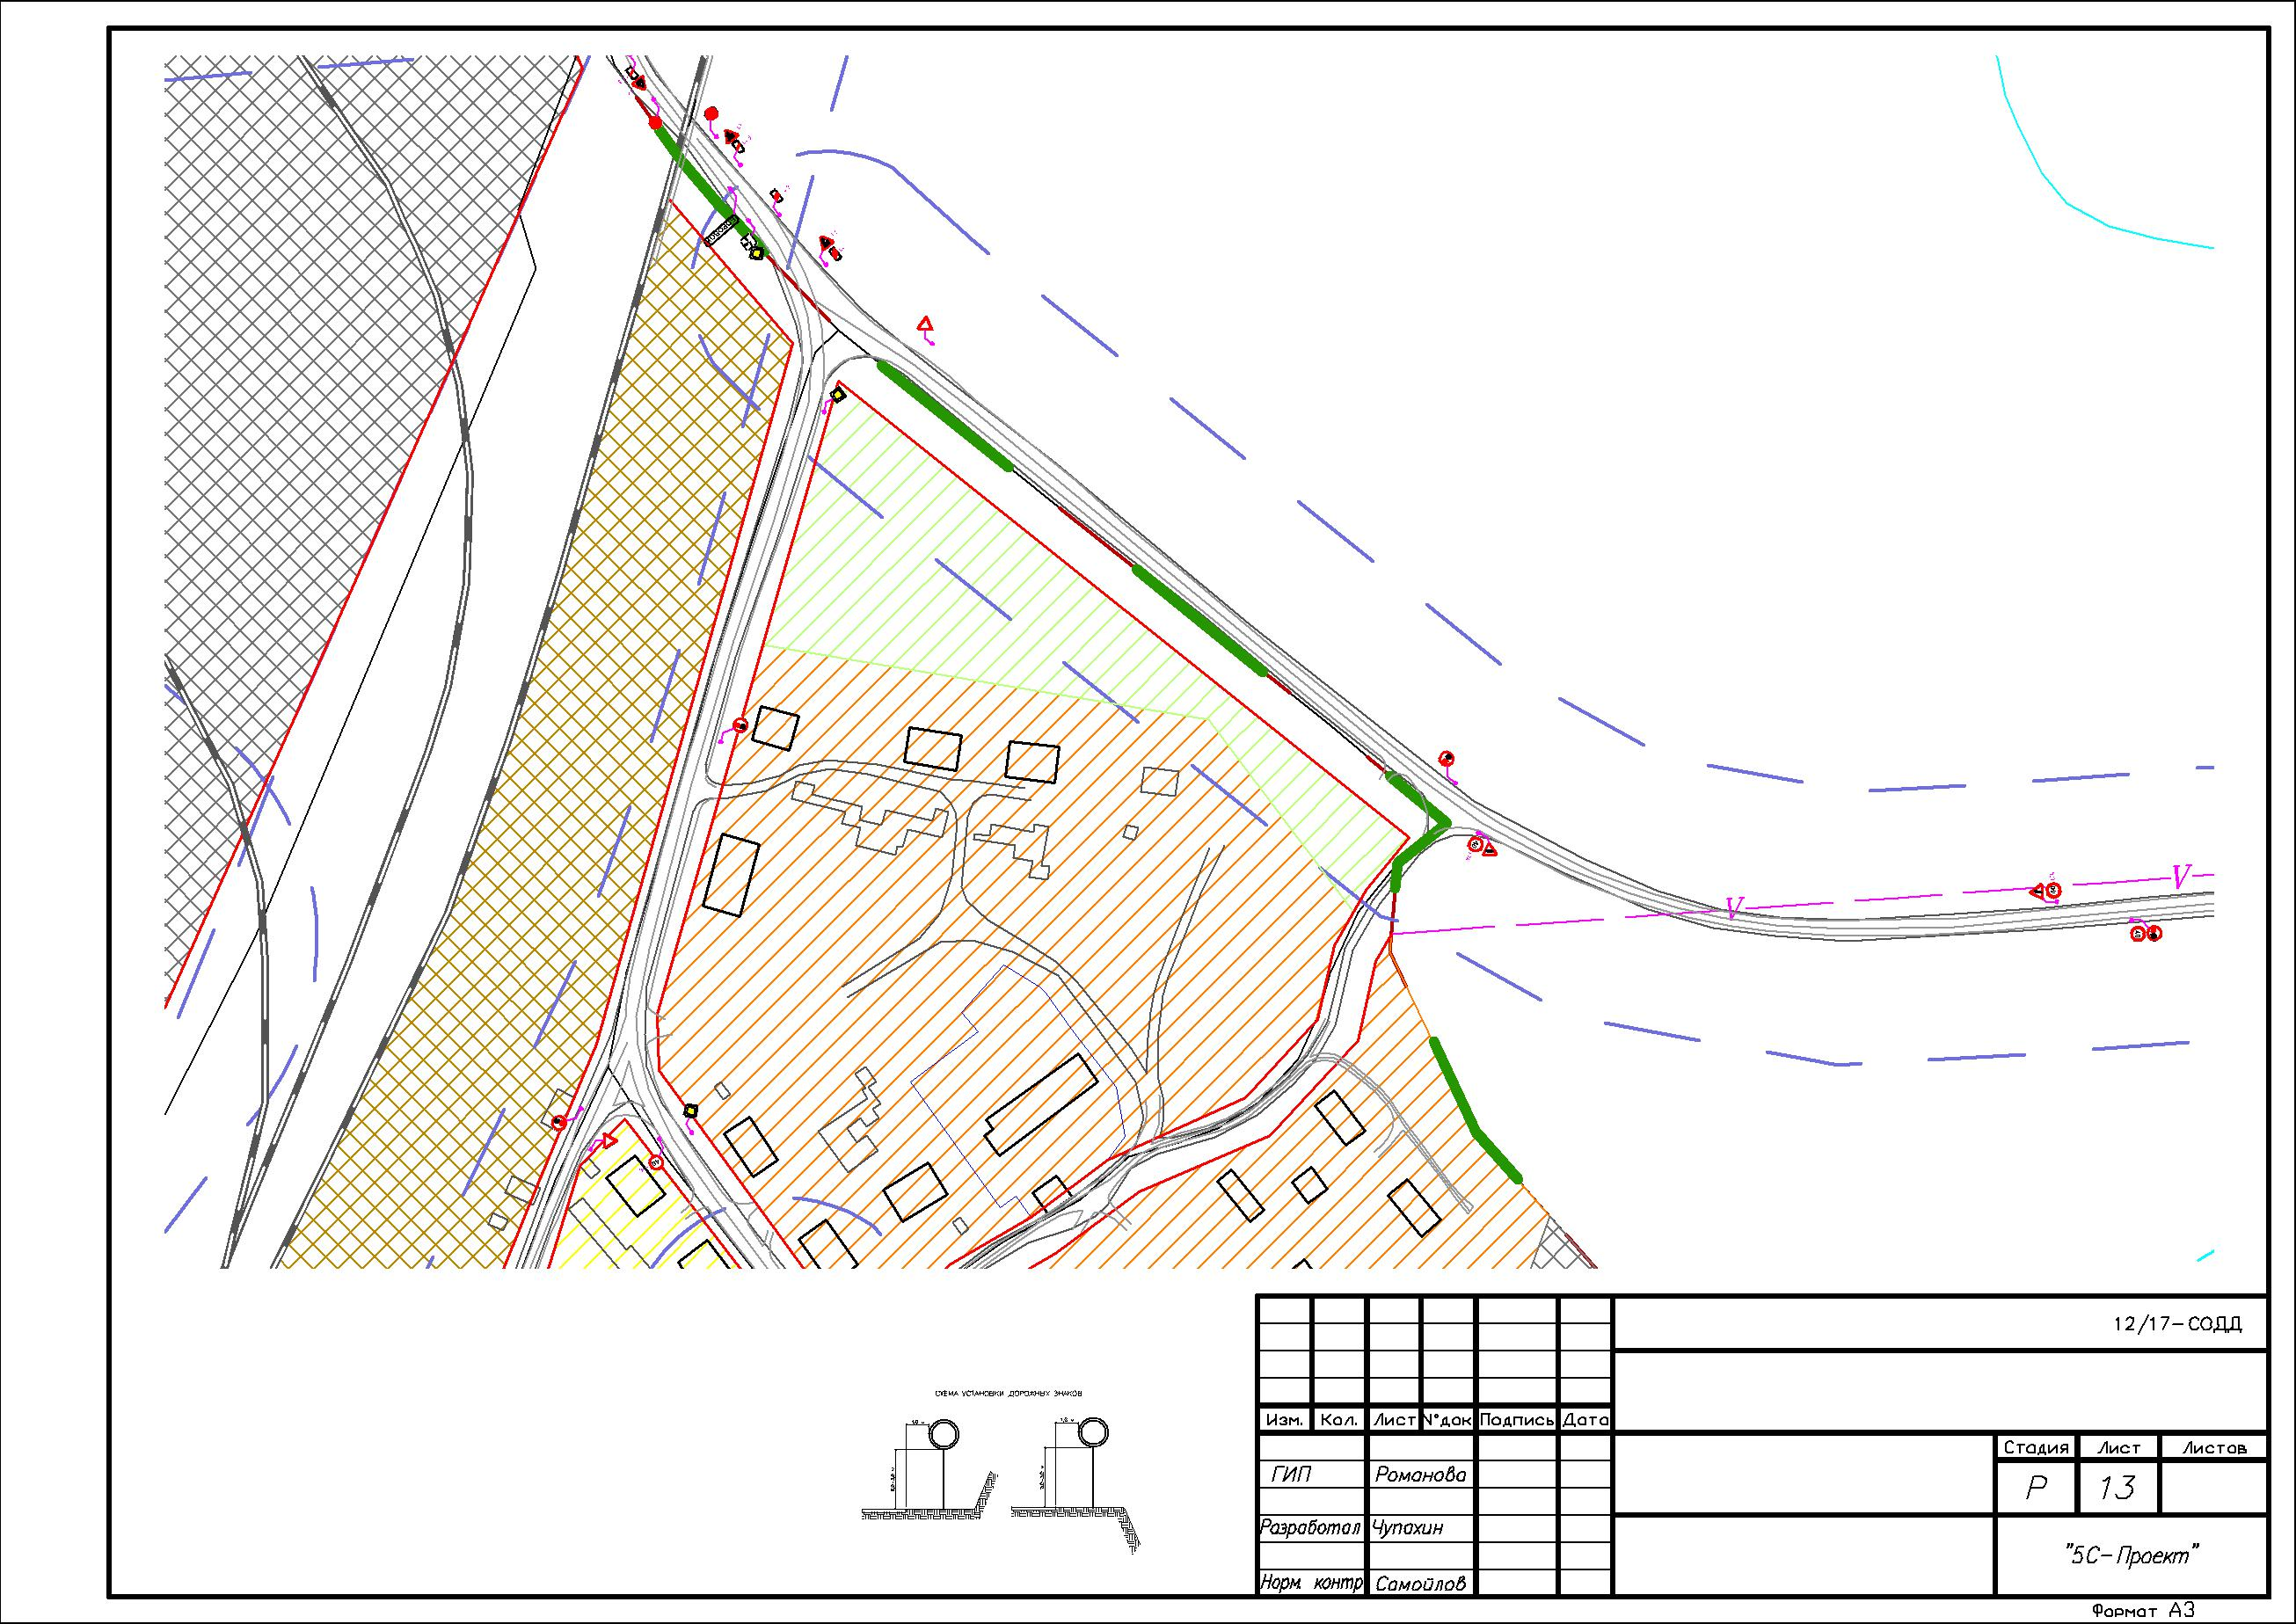 V
V
СХЕМА УСТАНОВКИ ДОРОЖНЫХ ЗНАКОВ
12/17-СОДД
Изм. Кол. Лист №док Подпись Дата
Стадия Лист Листов
ГИП Романова
Р 13
Разработал Чупахин
"5С-Проект"
Норм. контр Самойлов
Формат А3